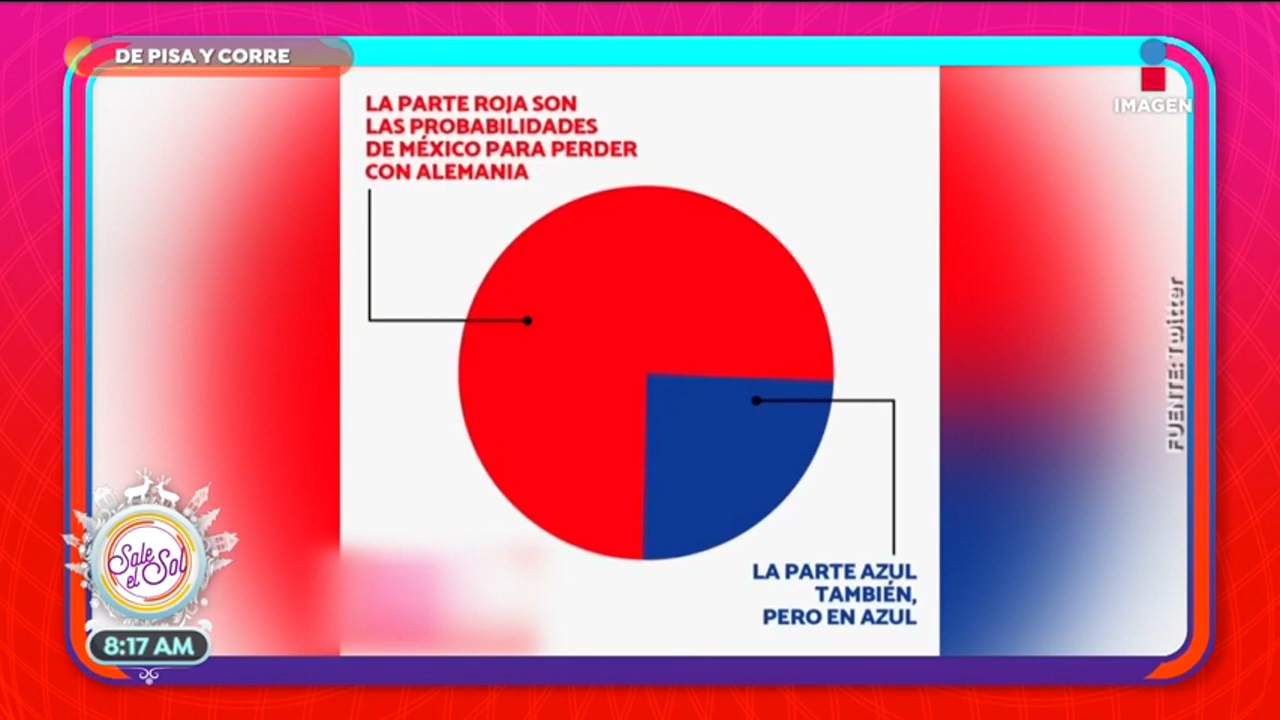 DE PISA Y CORRE
IMAGEN
LA PARTE ROJA SON
LAS PROBABILIDADES
DE MÉXICO PARA PERDER
CON ALEMANIA
FUENTE: Twitter
LA PARTE AZUL
TAMBIÉN,
PERO EN AZUL
Sale
el Sol
8:17 AM